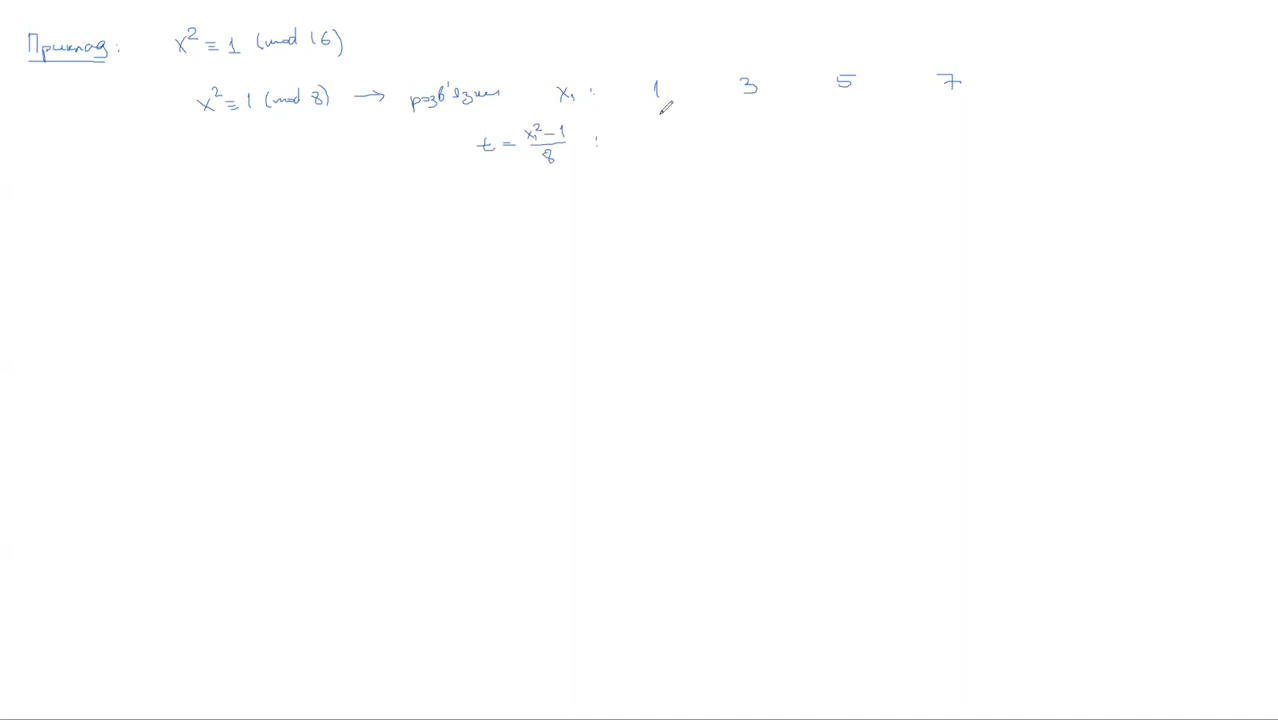 Приклад: x² ≡ 1 (mod 16)
x² ≡ 1 (mod 8) → розв'язки x₁ : 1 3 5 7
t = (x₁² − 1)/8 :